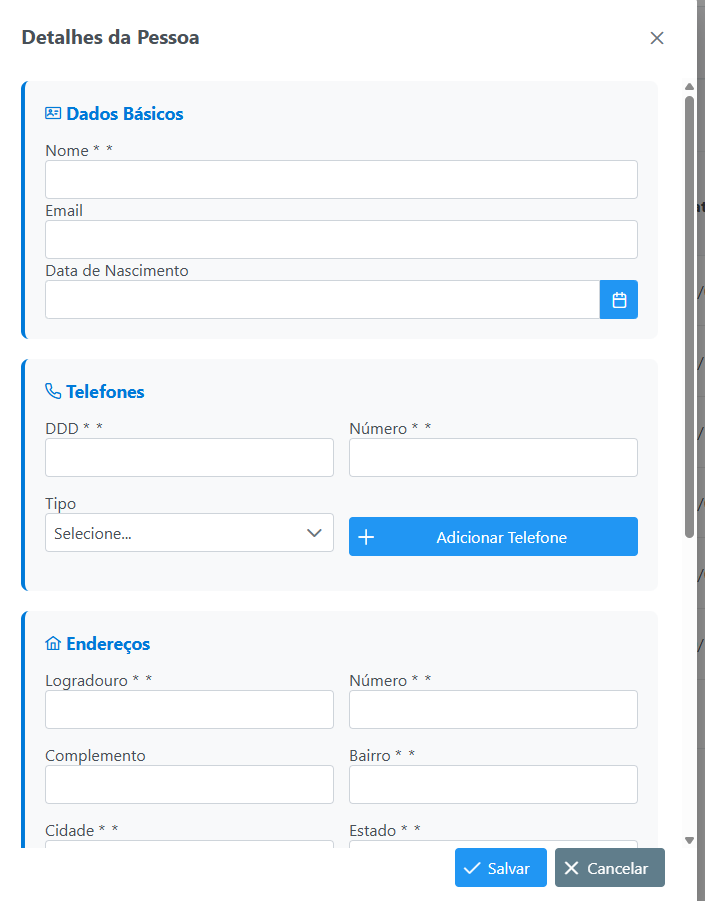 Detalhes da Pessoa
Dados Básicos
Nome * *
Email
Data de Nascimento
Telefones
DDD * * Número * *
Tipo
Selecione... Adicionar Telefone
Endereços
Logradouro * * Número * *
Complemento Bairro * *
Cidade * * Estado * *
Salvar Cancelar